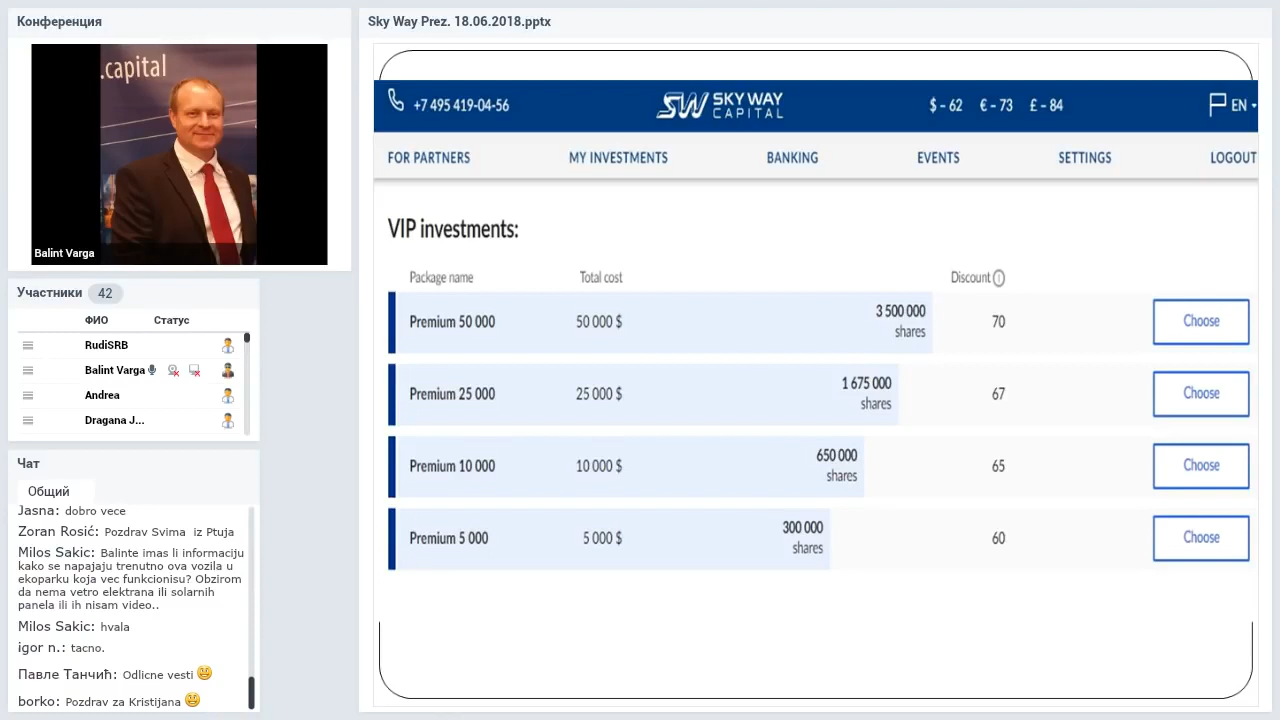 Конференция
.capital
Balint Varga
Участники 42
ФИО Статус
RudiSRB
Balint Varga
Andrea
Dragana J...
Чат
Общий
Jasna: dobro vece
Zoran Rosić: Pozdrav Svima iz Ptuja
Milos Sakic: Balinte imas li informaciju
kako se napajaju trenutno ova vozila u
ekoparku koja vec funkcionisu? Obzirom
da nema vetro elektrana ili solarnih
panela ili ih nisam video..
Milos Sakic: hvala
igor n.: tacno.
Павле Танчић: Odlicne vesti
borko: Pozdrav za Kristijana
Sky Way Prez. 18.06.2018.pptx
+7 495 419-04-56
SW SKY WAY
CAPITAL
$ - 62 € - 73 £ - 84
EN
FOR PARTNERS MY INVESTMENTS BANKING EVENTS SETTINGS LOGOUT
VIP investments:
Package name Total cost Discount
Premium 50 000 50 000 $ 3 500 000 shares 70 Choose
Premium 25 000 25 000 $ 1 675 000 shares 67 Choose
Premium 10 000 10 000 $ 650 000 shares 65 Choose
Premium 5 000 5 000 $ 300 000 shares 60 Choose